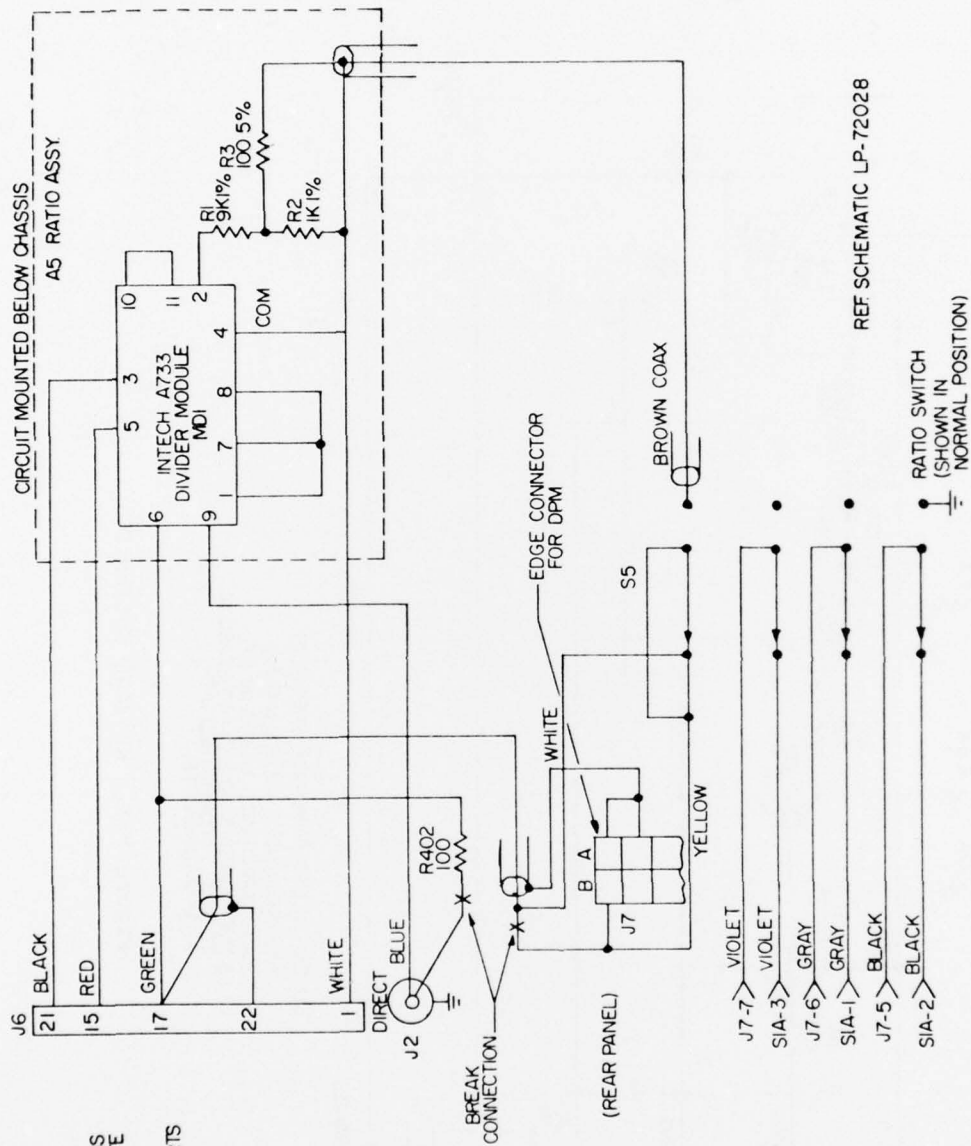 CIRCUIT MOUNTED BELOW CHASSIS
A5 RATIO ASSY.
J6
21
BLACK
15
RED
17
GREEN
22
1
WHITE
3
5
6
9
10
11
2
4
COM
1
7
8
INTECH A733
DIVIDER MODULE
MD1
R1
9K1%
R2
1K1%
R3
100 5%
DIRECT
J2
BLUE
R402
100
X
X
BREAK
CONNECTION
WHITE
EDGE CONNECTOR
FOR DPM
B A
J7
(REAR PANEL)
YELLOW
S5
BROWN COAX
J7-7 VIOLET
S1A-3 VIOLET
J7-6 GRAY
S1A-1 GRAY
J7-5 BLACK
S1A-2 BLACK
RATIO SWITCH
(SHOWN IN
NORMAL POSITION)
REF. SCHEMATIC LP-72028
S
TE
TS